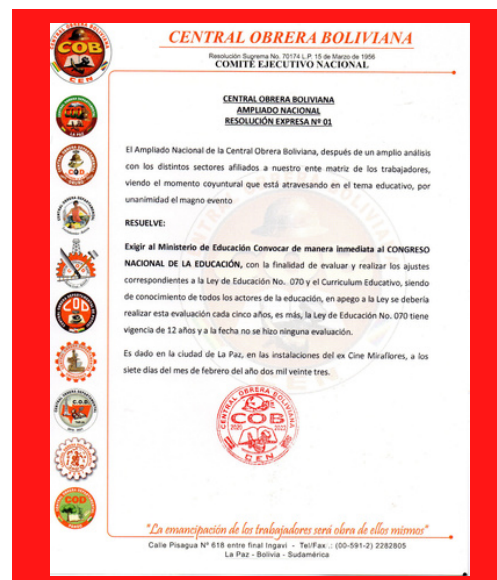 CENTRAL OBRERA BOLIVIANA
Resolución Suprema No. 70174 L.P. 15 de Marzo de 1956
COMITÉ EJECUTIVO NACIONAL
COB
CEN
CENTRAL OBRERA BOLIVIANA
AMPLIADO NACIONAL
RESOLUCIÓN EXPRESA Nº 01
El Ampliado Nacional de la Central Obrera Boliviana, después de un amplio análisis
con los distintos sectores afiliados a nuestro ente matriz de los trabajadores,
viendo el momento coyuntural que está atravesando en el tema educativo, por
unanimidad el magno evento
RESUELVE:
Exigir al Ministerio de Educación Convocar de manera inmediata al CONGRESO
NACIONAL DE LA EDUCACIÓN, con la finalidad de evaluar y realizar los ajustes
correspondientes a la Ley de Educación No. 070 y el Curriculum Educativo, siendo
de conocimiento de todos los actores de la educación, en apego a la Ley se debería
realizar esta evaluación cada cinco años, es más, la Ley de Educación No. 070 tiene
vigencia de 12 años y a la fecha no se hizo ninguna evaluación.
Es dado en la ciudad de La Paz, en las instalaciones del ex Cine Miraflores, a los
siete días del mes de febrero del año dos mil veinte tres.
CENTRAL OBRERA BOLIVIANA
COB
CEN
"La emancipación de los trabajadores será obra de ellos mismos"
Calle Pisagua Nº 618 entre final Ingavi - Tel/Fax.: (00-591-2) 2282805
La Paz - Bolivia - Sudamérica